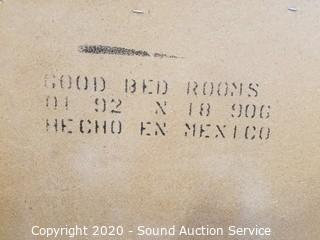 GOOD BED ROOMS
01 92 X 18 906
HECHO EN MEXICO
Copyright 2020 - Sound Auction Service